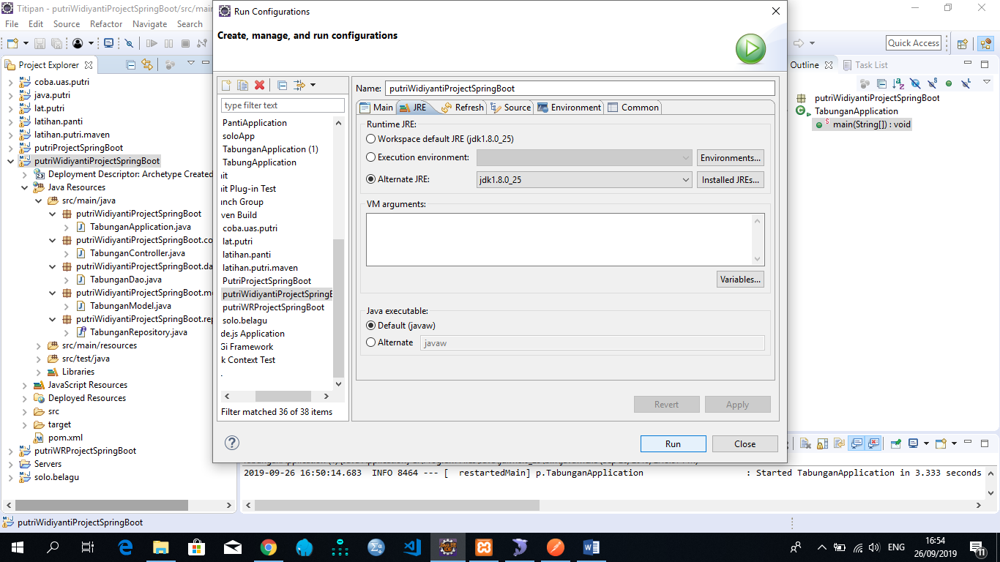 Titipan - putriWidiyantiProjectSpringBoot/src/main
File Edit Source Refactor Navigate Search
Quick Access
Project Explorer
coba.uas.putri
java.putri
lat.putri
latihan.panti
latihan.putri.maven
putriProjectSpringBoot
putriWidiyantiProjectSpringBoot
Deployment Descriptor: Archetype Created
Java Resources
src/main/java
putriWidiyantiProjectSpringBoot
TabunganApplication.java
putriWidiyantiProjectSpringBoot.co
TabunganController.java
putriWidiyantiProjectSpringBoot.da
TabunganDao.java
putriWidiyantiProjectSpringBoot.mo
TabunganModel.java
putriWidiyantiProjectSpringBoot.rep
TabunganRepository.java
src/main/resources
src/test/java
Libraries
JavaScript Resources
Deployed Resources
src
target
pom.xml
putriWRProjectSpringBoot
Servers
solo.belagu
Run Configurations
Create, manage, and run configurations
type filter text
PantiApplication
soloApp
TabunganApplication (1)
TabungApplication
it
it Plug-in Test
nch Group
ven Build
coba.uas.putri
lat.putri
latihan.panti
latihan.putri.maven
PutriProjectSpringBoot
putriWidiyantiProjectSpringB
putriWRProjectSpringBoot
solo.belagu
de.js Application
Gi Framework
k Context Test
Filter matched 36 of 38 items
Name: putriWidiyantiProjectSpringBoot
Main JRE Refresh Source Environment Common
Runtime JRE:
Workspace default JRE (jdk1.8.0_25)
Execution environment: Environments...
Alternate JRE: jdk1.8.0_25 Installed JREs...
VM arguments:
Variables...
Java executable:
Default (javaw)
Alternate javaw
Revert Apply
Run Close
Outline Task List
putriWidiyantiProjectSpringBoot
TabunganApplication
main(String[]) : void
2019-09-26 16:50:14.683 INFO 8464 --- [ restartedMain] p.TabunganApplication : Started TabunganApplication in 3.333 seconds
putriWidiyantiProjectSpringBoot
ENG
16:54
26/09/2019
11